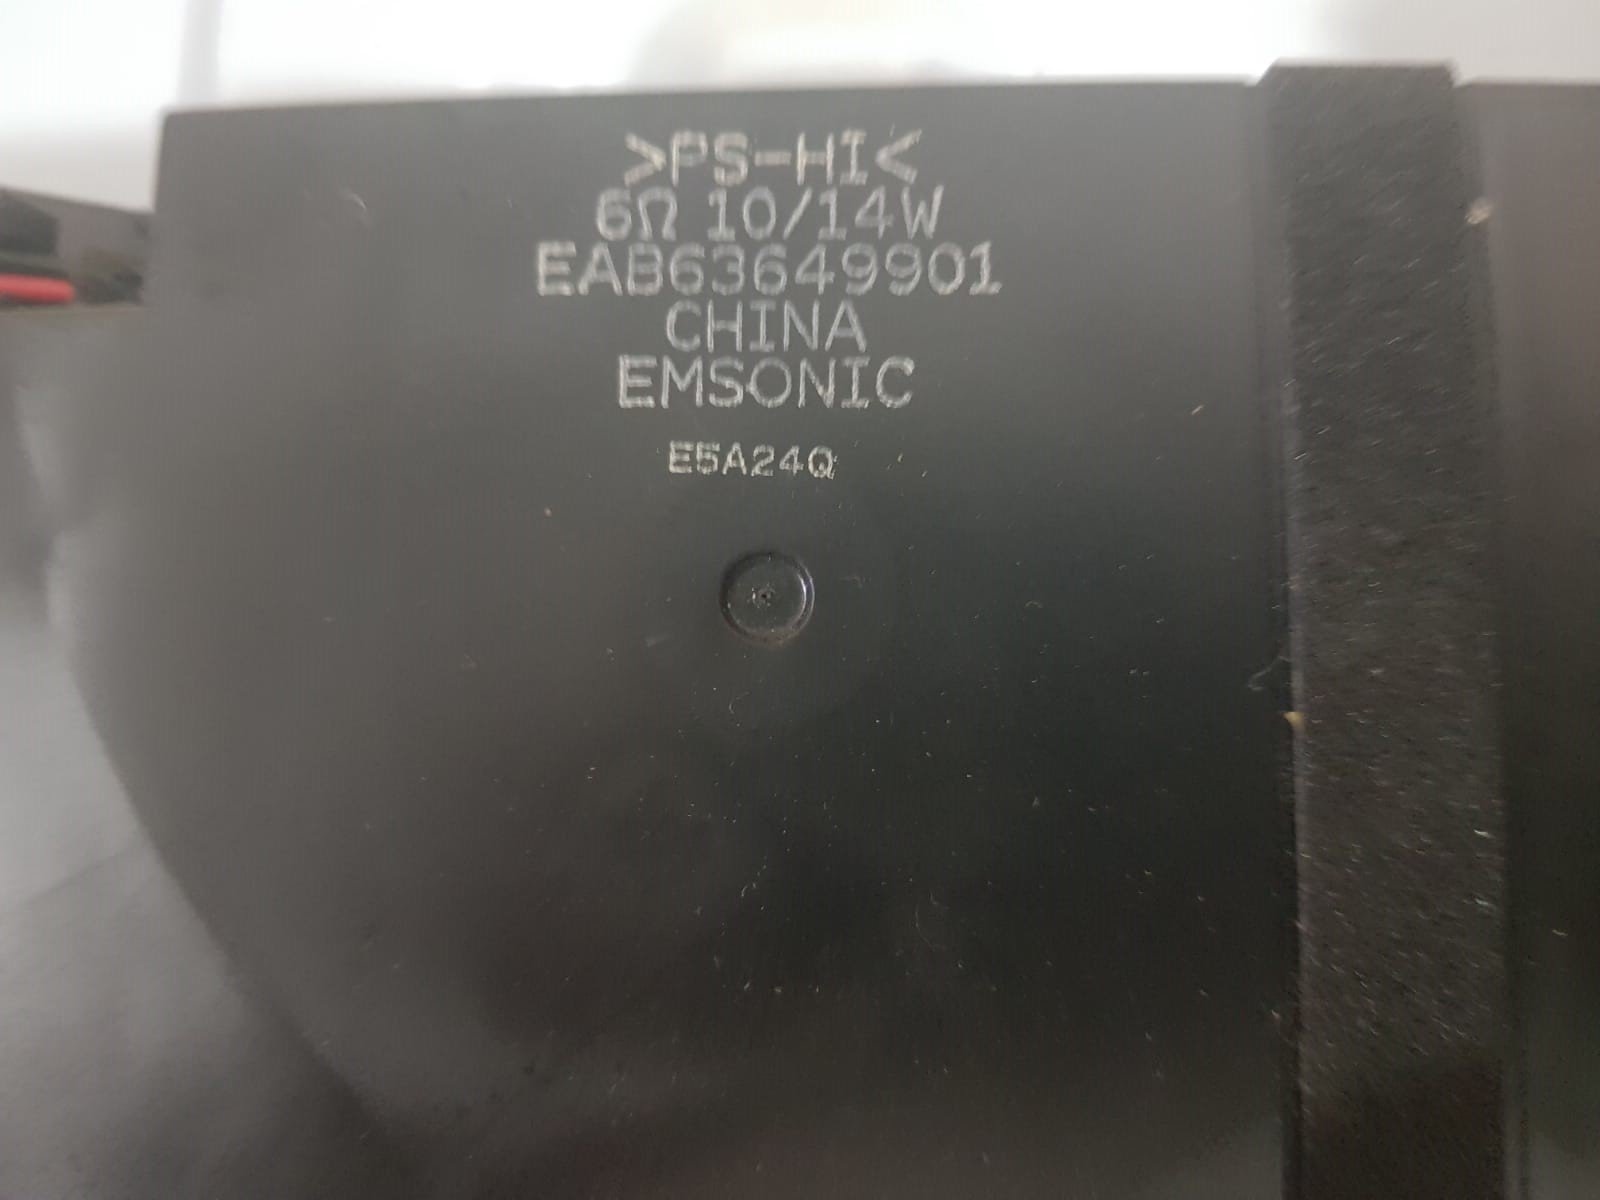 >PS-HI<
6Ω 10/14W
EAB63649901
CHINA
EMSONIC
E5A24Q